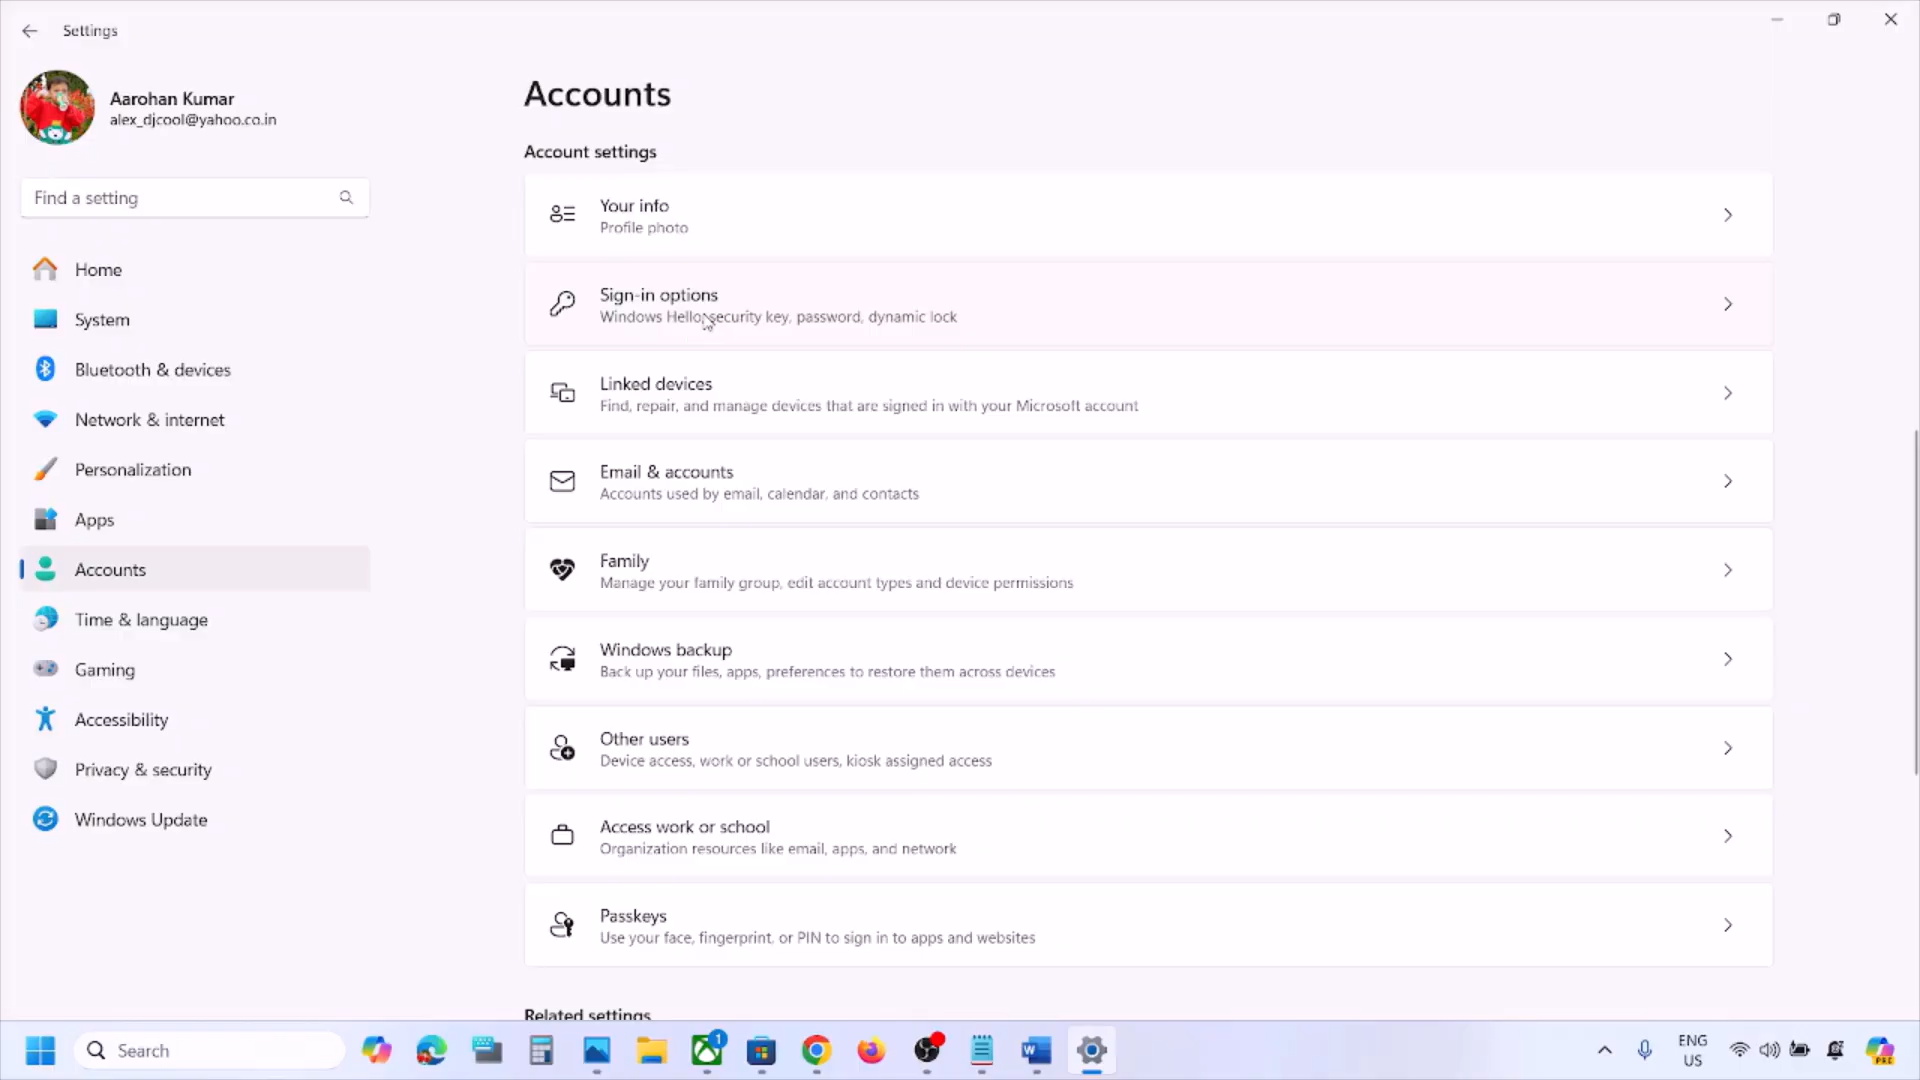 Settings
Aarohan Kumar
alex_djcool@yahoo.co.in
Find a setting
Home
System
Bluetooth & devices
Network & internet
Personalization
Apps
Accounts
Time & language
Gaming
Accessibility
Privacy & security
Windows Update
Accounts
Account settings
Your info
Profile photo
Sign-in options
Windows Hello, security key, password, dynamic lock
Linked devices
Find, repair, and manage devices that are signed in with your Microsoft account
Email & accounts
Accounts used by email, calendar, and contacts
Family
Manage your family group, edit account types and device permissions
Windows backup
Back up your files, apps, preferences to restore them across devices
Other users
Device access, work or school users, kiosk assigned access
Access work or school
Organization resources like email, apps, and network
Passkeys
Use your face, fingerprint, or PIN to sign in to apps and websites
Related settings
Search
1
W
ENG
US
PRE